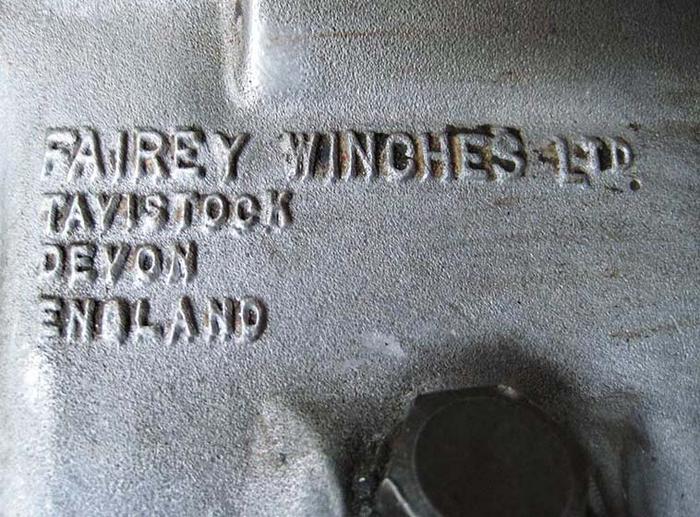 FAIREY WINCHES LTD.
TAVISTOCK
DEVON
ENGLAND